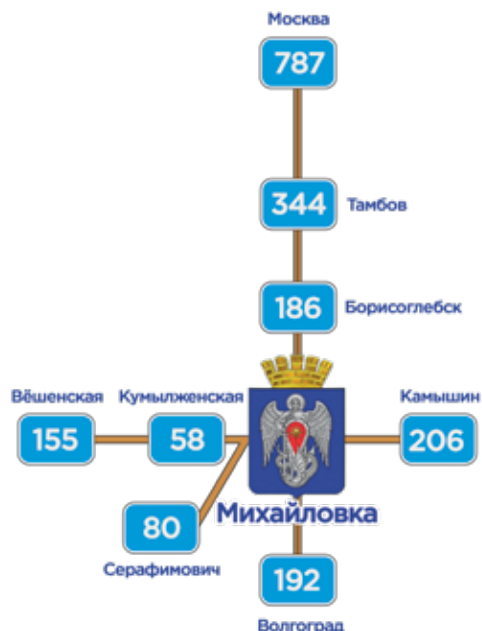 Москва
787
344
Тамбов
186
Борисоглебск
Вёшенская
Кумылженская
Камышин
155
58
206
Михайловка
80
Серафимович
192
Волгоград